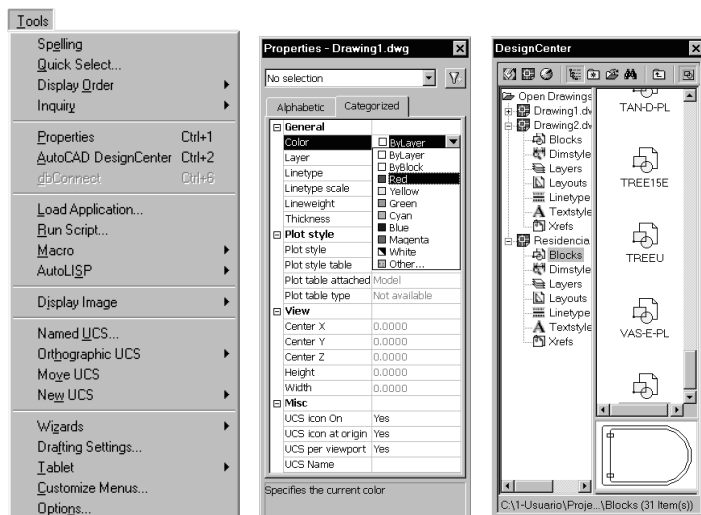 Tools
Spelling
Quick Select...
Display Order
Inquiry
Properties Ctrl+1
AutoCAD DesignCenter Ctrl+2
dbConnect Ctrl+6
Load Application...
Run Script...
Macro
AutoLISP
Display Image
Named UCS...
Orthographic UCS
Move UCS
New UCS
Wizards
Drafting Settings...
Tablet
Customize Menus...
Options...
Properties - Drawing1.dwg
No selection
Alphabetic Categorized
General
Color ByLayer
Layer
Linetype
Linetype scale
Lineweight
Thickness
ByLayer
ByBlock
Red
Yellow
Green
Cyan
Blue
Magenta
White
Other...
Plot style
Plot style
Plot style table
Plot table attached Model
Plot table type Not available
View
Center X 0.0000
Center Y 0.0000
Center Z 0.0000
Height 0.0000
Width 0.0000
Misc
UCS icon On Yes
UCS icon at origin Yes
UCS per viewport Yes
UCS Name
Specifies the current color
DesignCenter
Open Drawings
Drawing1.dw
Drawing2.dw
Blocks
Dimstyle
Layers
Layouts
Linetype
Textstyle
Xrefs
Residencia
Blocks
Dimstyle
Layers
Layouts
Linetype
Textstyle
Xrefs
TAN-D-PL
TREE15E
TREEU
VAS-E-PL
C:\1-Usuario\Proje...\Blocks (31 Item(s))